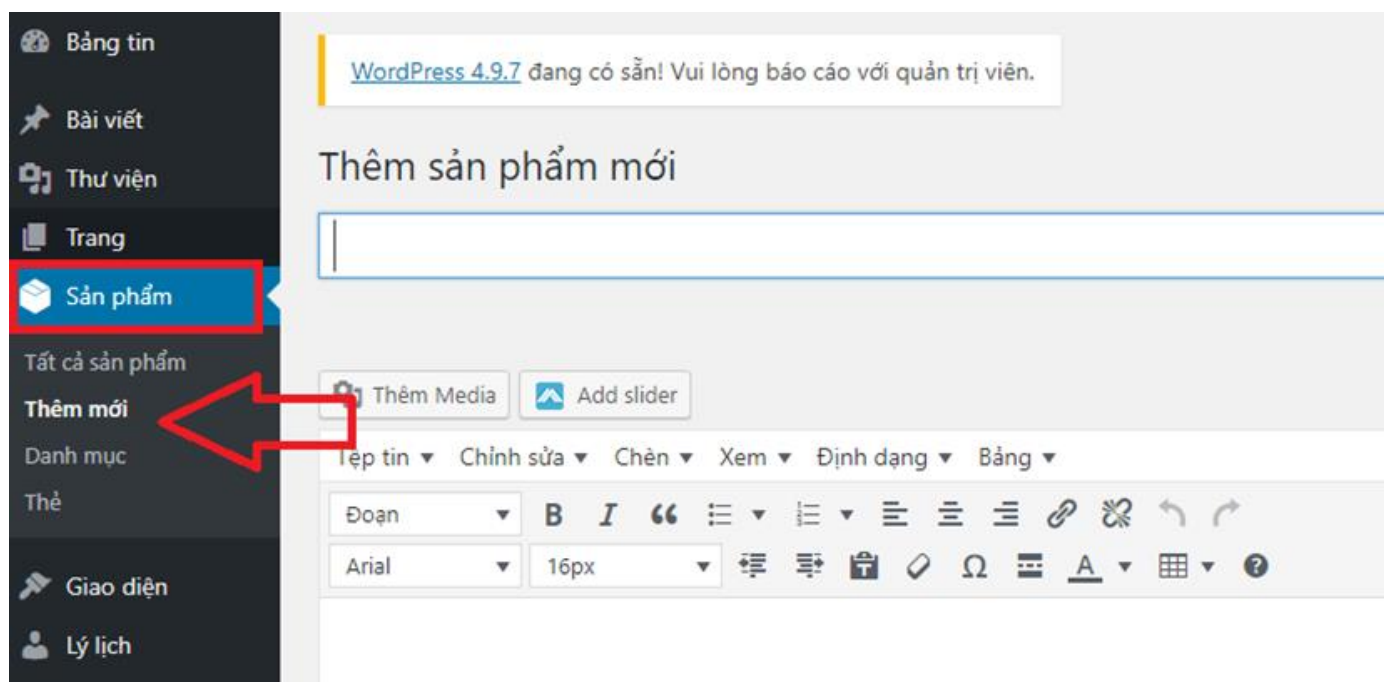 Bảng tin
Bài viết
Thư viện
Trang
Sản phẩm
Tất cả sản phẩm
Thêm mới
Danh mục
Thẻ
Giao diện
Lý lịch
WordPress 4.9.7 đang có sẵn! Vui lòng báo cáo với quản trị viên.
Thêm sản phẩm mới
Thêm Media Add slider
Tệp tin Chỉnh sửa Chèn Xem Định dạng Bảng
Đoạn B I
Arial 16px Ω A